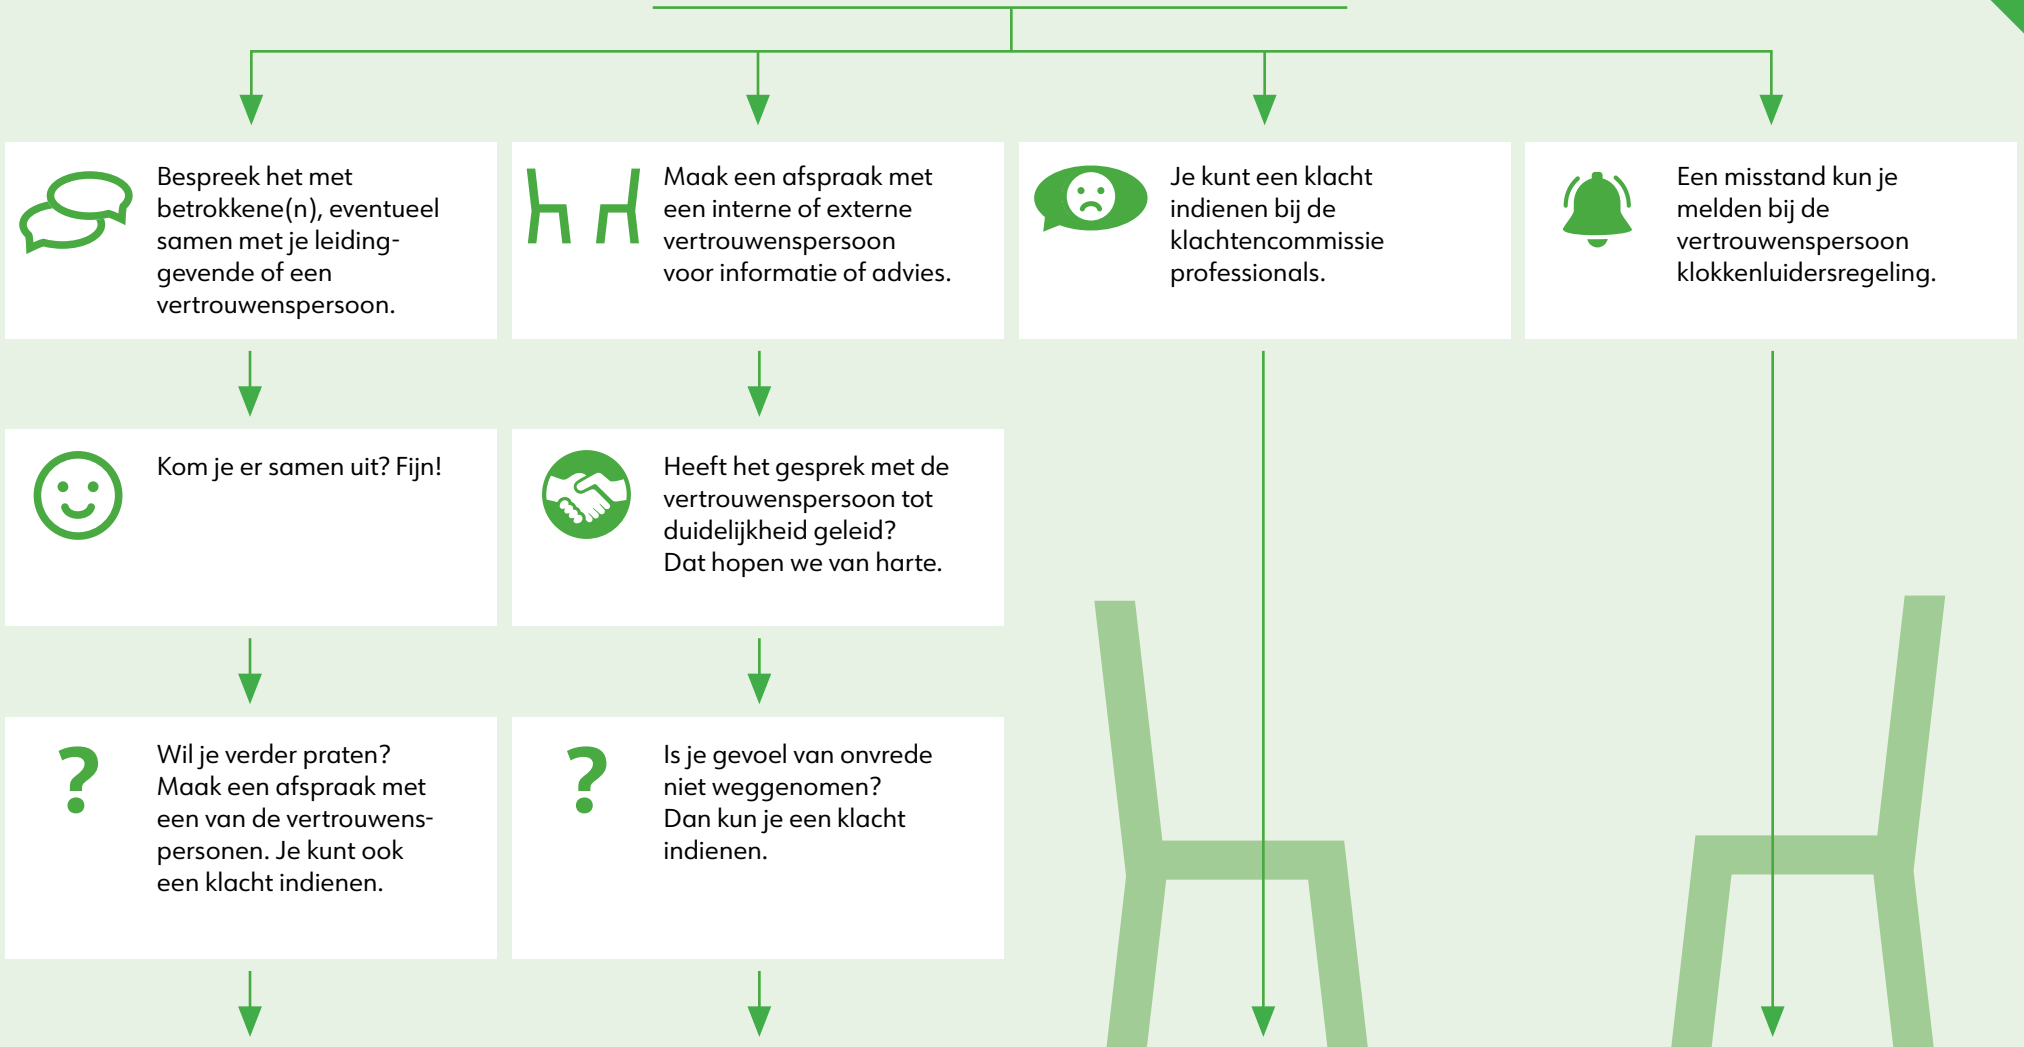 Bespreek het met
betrokkene(n), eventueel
samen met je leiding-
gevende of een
vertrouwenspersoon.
Maak een afspraak met
een interne of externe
vertrouwenspersoon
voor informatie of advies.
Je kunt een klacht
indienen bij de
klachtencommissie
professionals.
Een misstand kun je
melden bij de
vertrouwenspersoon
klokkenluidersregeling.
Kom je er samen uit? Fijn!
Heeft het gesprek met de
vertrouwenspersoon tot
duidelijkheid geleid?
Dat hopen we van harte.
?
Wil je verder praten?
Maak een afspraak met
een van de vertrouwens-
personen. Je kunt ook
een klacht indienen.
?
Is je gevoel van onvrede
niet weggenomen?
Dan kun je een klacht
indienen.